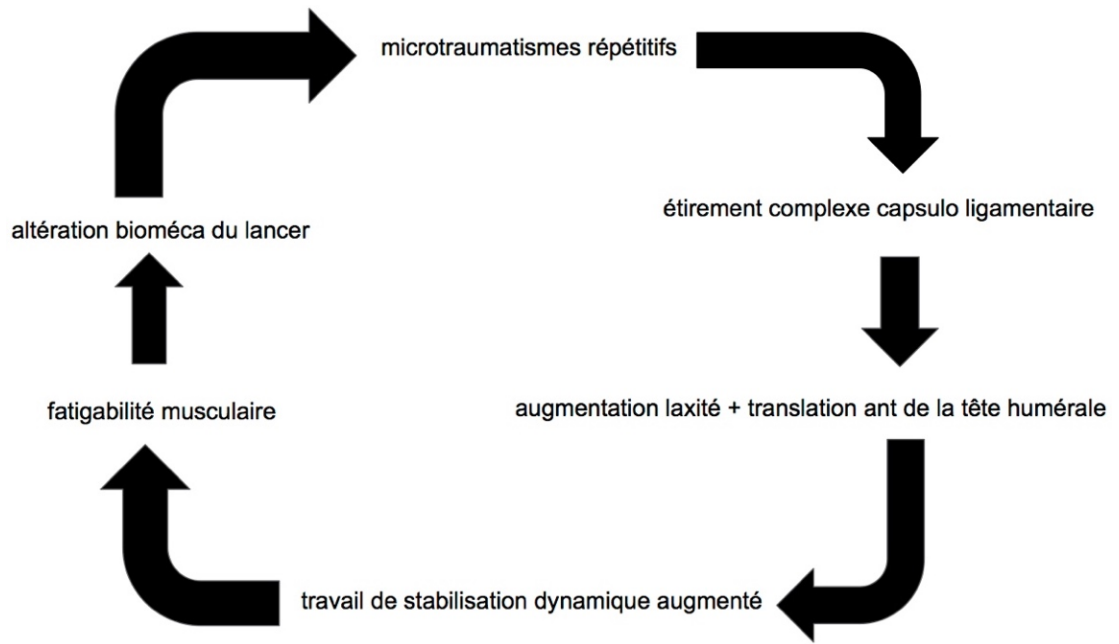 microtraumatismes répétitifs
étirement complexe capsulo ligamentaire
altération bioméca du lancer
augmentation laxité + translation ant de la tête humérale
fatigabilité musculaire
travail de stabilisation dynamique augmenté